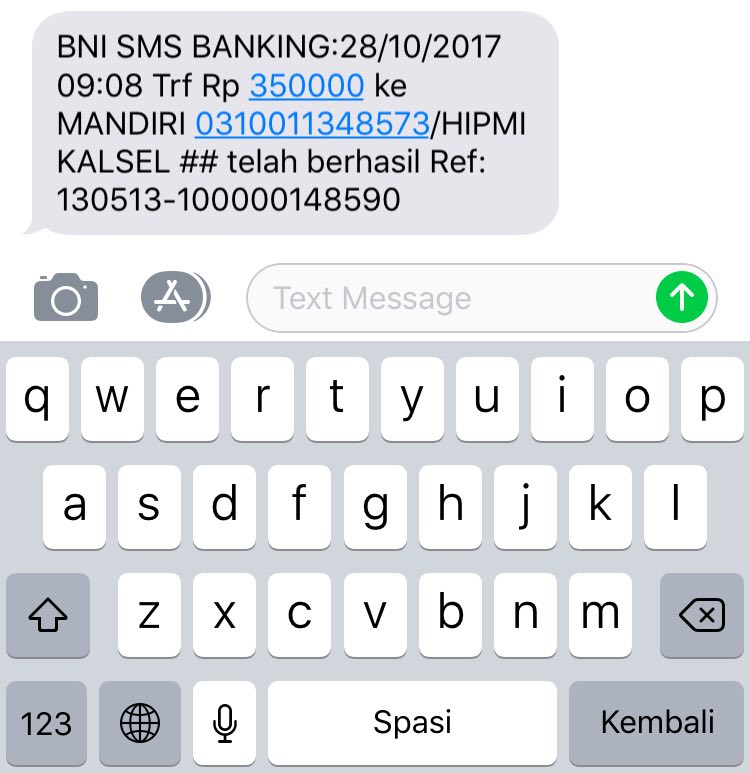 BNI SMS BANKING:28/10/2017
09:08 Trf Rp 350000 ke
MANDIRI 0310011348573/HIPMI
KALSEL ## telah berhasil Ref:
130513-100000148590
Text Message
q w e r t y u i o p
a s d f g h j k l
z x c v b n m
123 Spasi Kembali